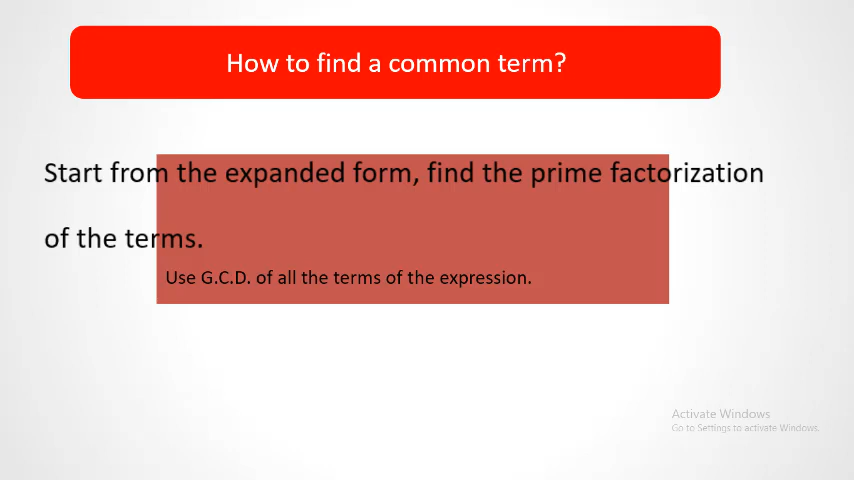 How to find a common term?
Start from the expanded form, find the prime factorization
of the terms.
Use G.C.D. of all the terms of the expression.
Activate Windows
Go to Settings to activate Windows.